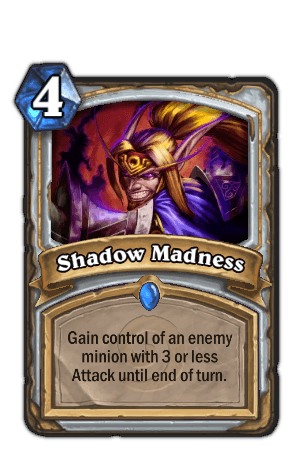 4
Shadow Madness
Gain control of an enemy
minion with 3 or less
Attack until end of turn.